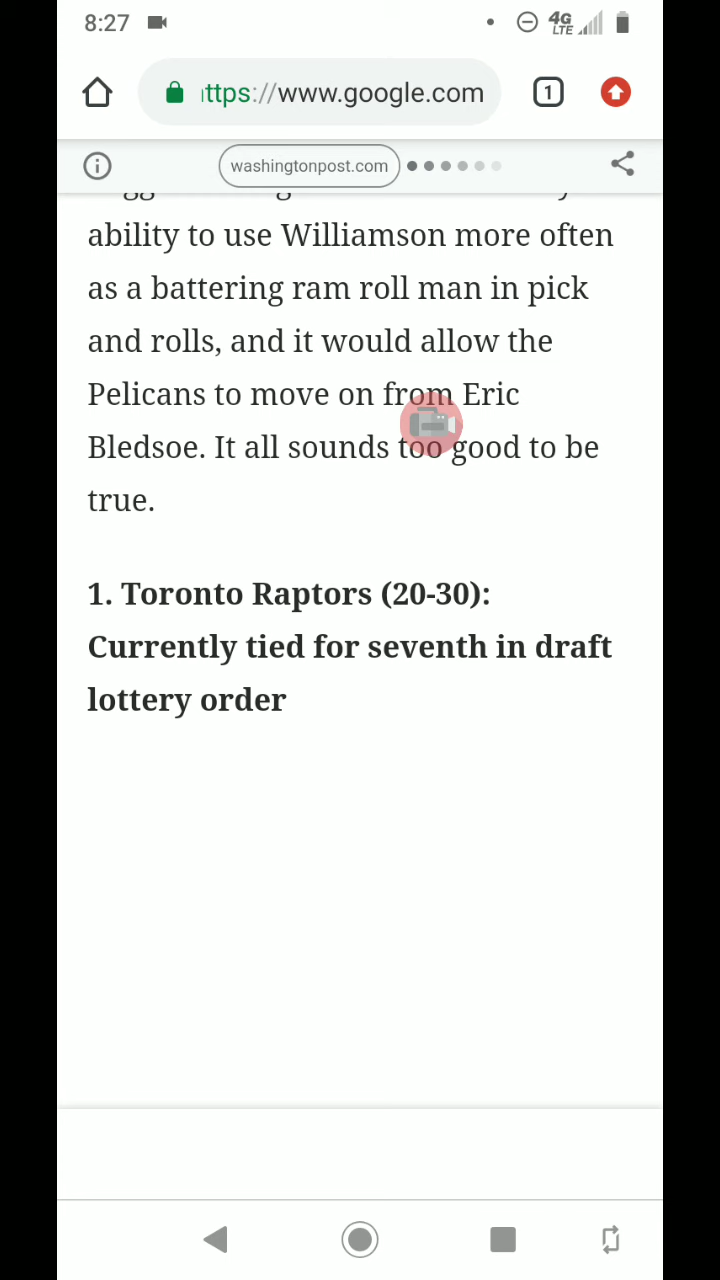 8:27
4G
LTE
ttps://www.google.com
1
washingtonpost.com
ability to use Williamson more often
as a battering ram roll man in pick
and rolls, and it would allow the
Pelicans to move on from Eric
Bledsoe. It all sounds too good to be
true.
1. Toronto Raptors (20-30):
Currently tied for seventh in draft
lottery order